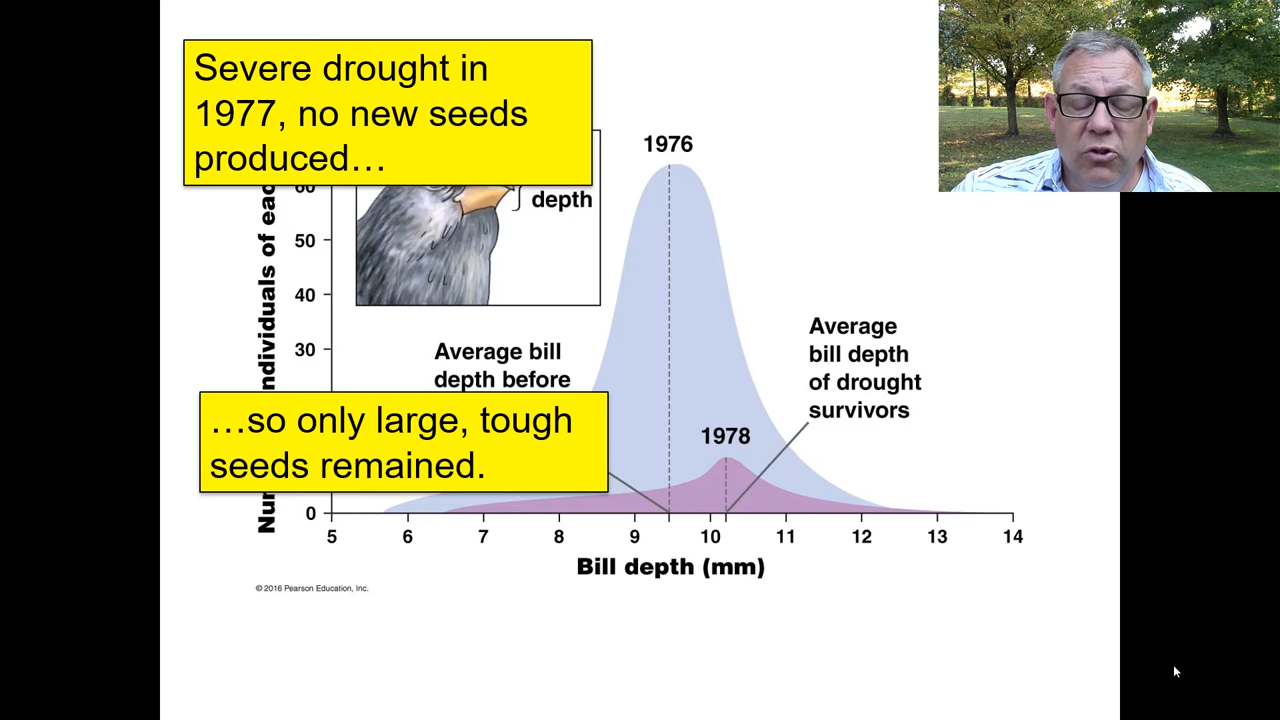 Severe drought in
1977, no new seeds
produced…
1976
depth
60
50
40
30
0
Average bill
depth before
…so only large, tough
seeds remained.
Average
bill depth
of drought
survivors
1978
5 6 7 8 9 10 11 12 13 14
Bill depth (mm)
© 2016 Pearson Education, Inc.